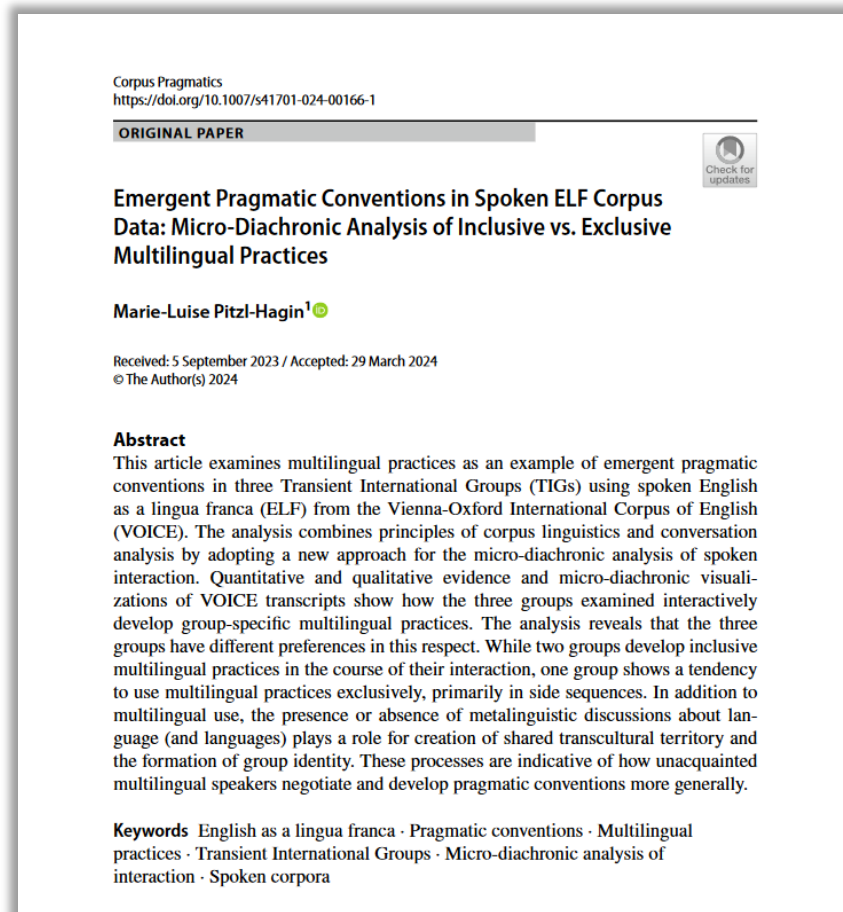 Corpus Pragmatics
https://doi.org/10.1007/s41701-024-00166-1
ORIGINAL PAPER
Check for
updates
Emergent Pragmatic Conventions in Spoken ELF Corpus
Data: Micro-Diachronic Analysis of Inclusive vs. Exclusive
Multilingual Practices
Marie-Luise Pitzl-Hagin¹ iD
Received: 5 September 2023 / Accepted: 29 March 2024
© The Author(s) 2024
Abstract
This article examines multilingual practices as an example of emergent pragmatic
conventions in three Transient International Groups (TIGs) using spoken English
as a lingua franca (ELF) from the Vienna-Oxford International Corpus of English
(VOICE). The analysis combines principles of corpus linguistics and conversation
analysis by adopting a new approach for the micro-diachronic analysis of spoken
interaction. Quantitative and qualitative evidence and micro-diachronic visuali-
zations of VOICE transcripts show how the three groups examined interactively
develop group-specific multilingual practices. The analysis reveals that the three
groups have different preferences in this respect. While two groups develop inclusive
multilingual practices in the course of their interaction, one group shows a tendency
to use multilingual practices exclusively, primarily in side sequences. In addition to
multilingual use, the presence or absence of metalinguistic discussions about lan-
guage (and languages) plays a role for creation of shared transcultural territory and
the formation of group identity. These processes are indicative of how unacquainted
multilingual speakers negotiate and develop pragmatic conventions more generally.
Keywords English as a lingua franca · Pragmatic conventions · Multilingual
practices · Transient International Groups · Micro-diachronic analysis of
interaction · Spoken corpora